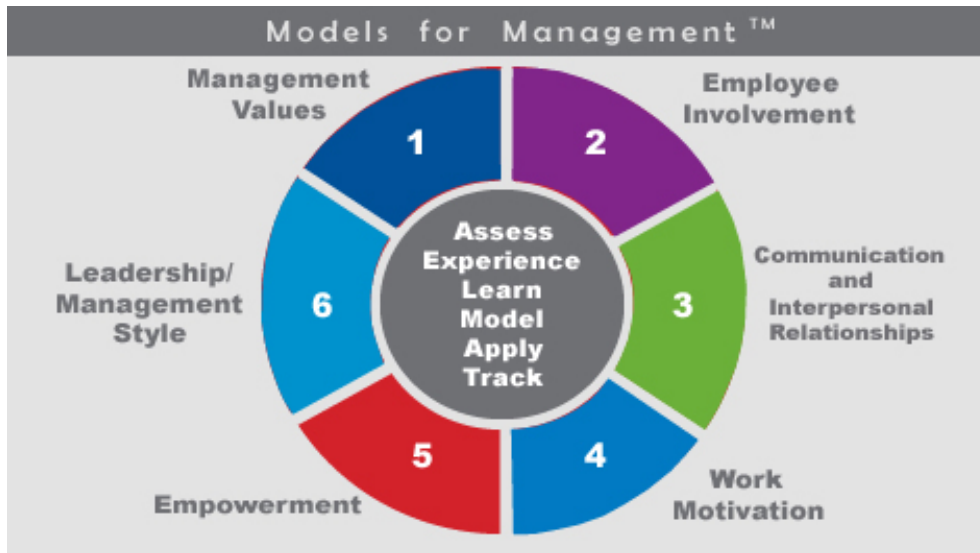 Models for Management™
Management
Values
1
2
Employee
Involvement
Assess
Experience
Learn
Model
Apply
Track
3
Communication
and
Interpersonal
Relationships
4
Work
Motivation
5
Empowerment
6
Leadership/
Management
Style